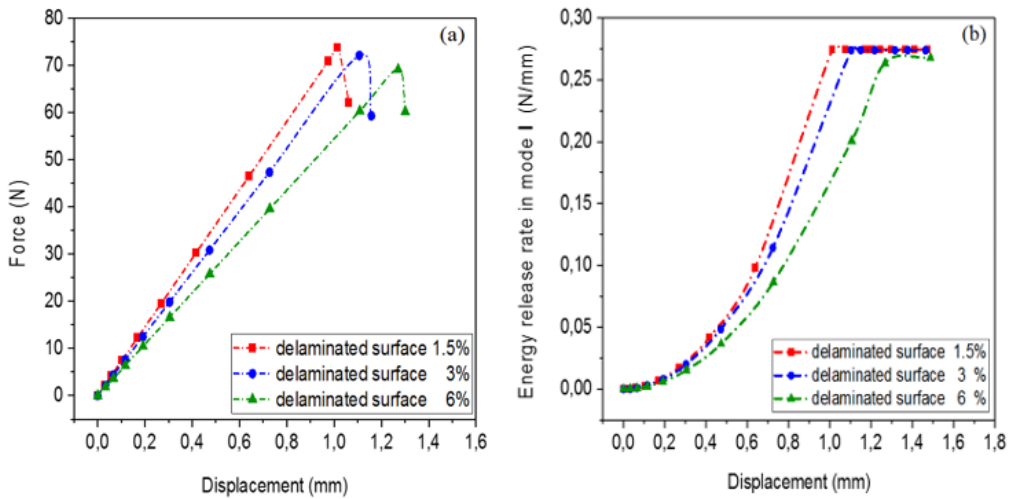 (a)
80
70
60
50
40
30
20
10
0
Force (N)
0,0 0,2 0,4 0,6 0,8 1,0 1,2 1,4 1,6
Displacement (mm)
delaminated surface 1.5%
delaminated surface 3%
delaminated surface 6%
(b)
0,30
0,25
0,20
0,15
0,10
0,05
0,00
Energy release rate in mode I (N/mm)
0,0 0,2 0,4 0,6 0,8 1,0 1,2 1,4 1,6 1,8
Displacement (mm)
delaminated surface 1.5%
delaminated surface 3 %
delaminated surface 6 %